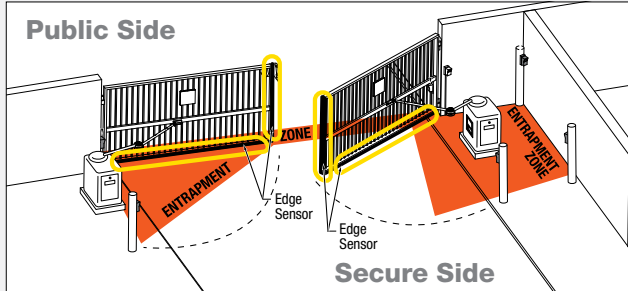 Public Side
ENTRAPMENT
ZONE
Edge
Sensor
Edge
Sensor
ENTRAPMENT
ZONE
Secure Side